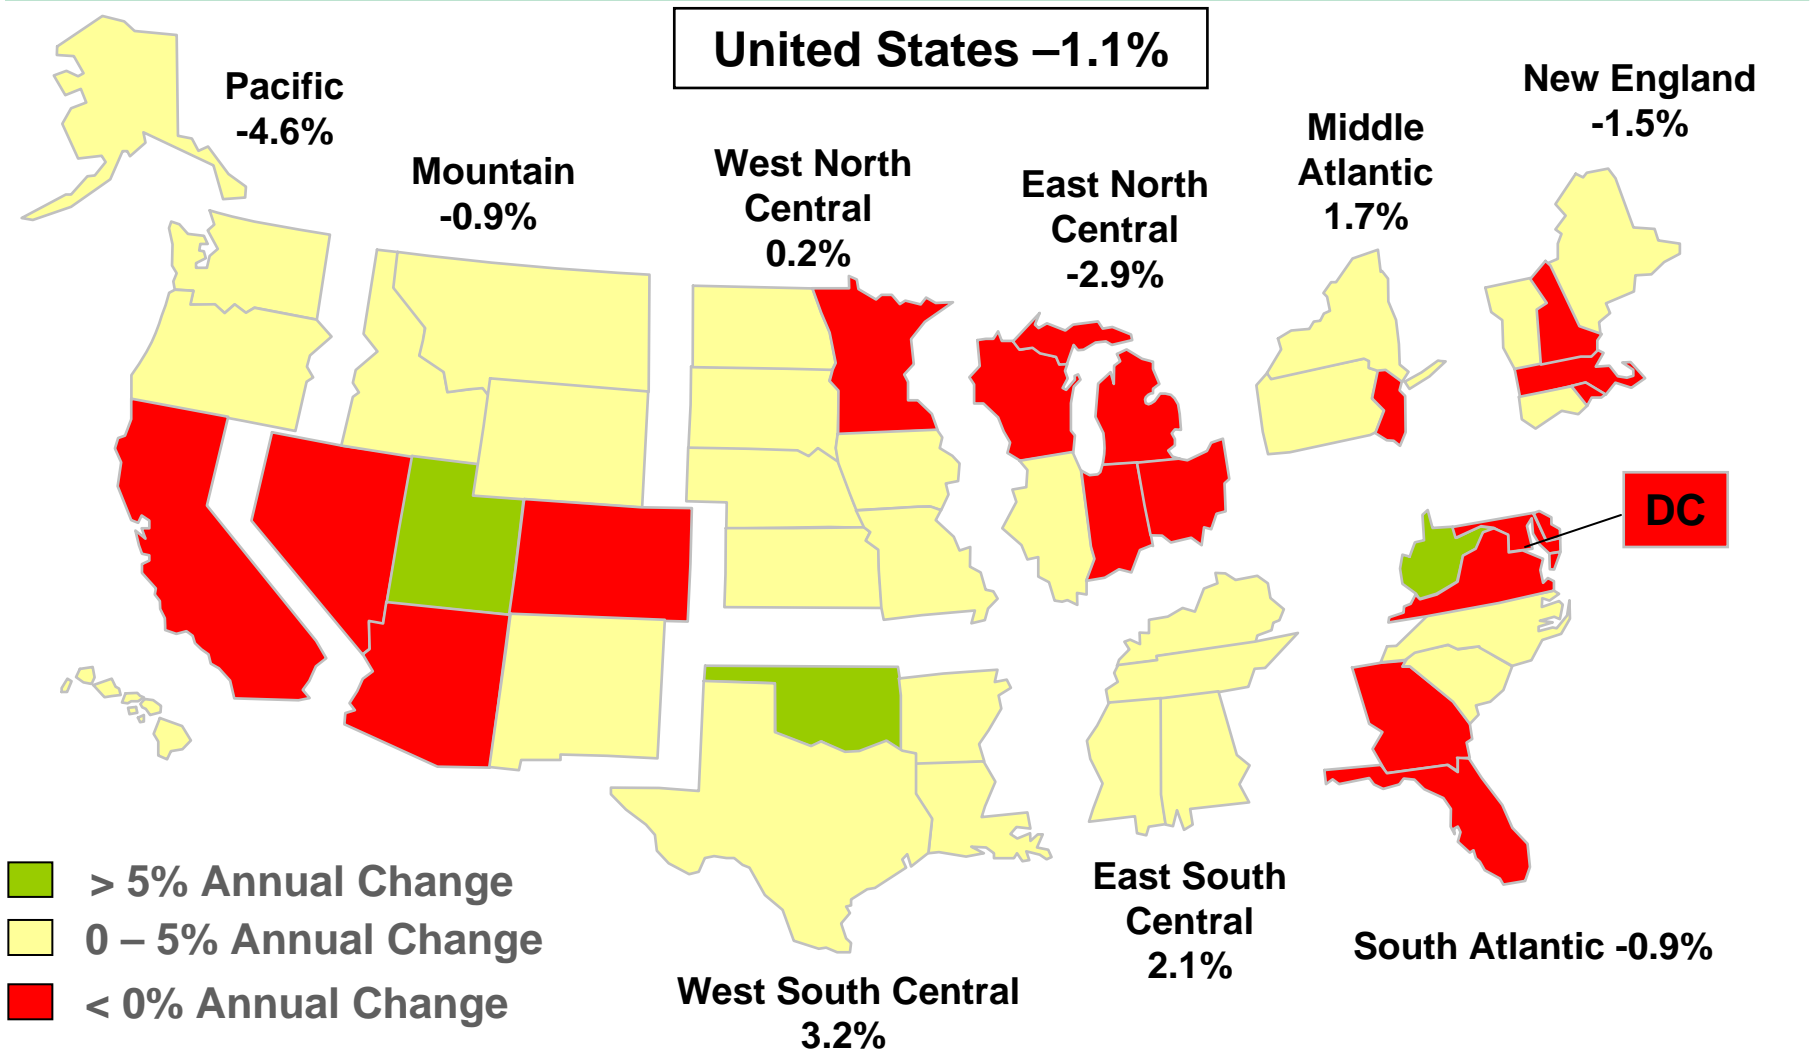 United States –1.1%
Pacific
-4.6%
Mountain
-0.9%
West North
Central
0.2%
East North
Central
-2.9%
Middle
Atlantic
1.7%
New England
-1.5%
DC
> 5% Annual Change
0 – 5% Annual Change
< 0% Annual Change
West South Central
3.2%
East South
Central
2.1%
South Atlantic -0.9%